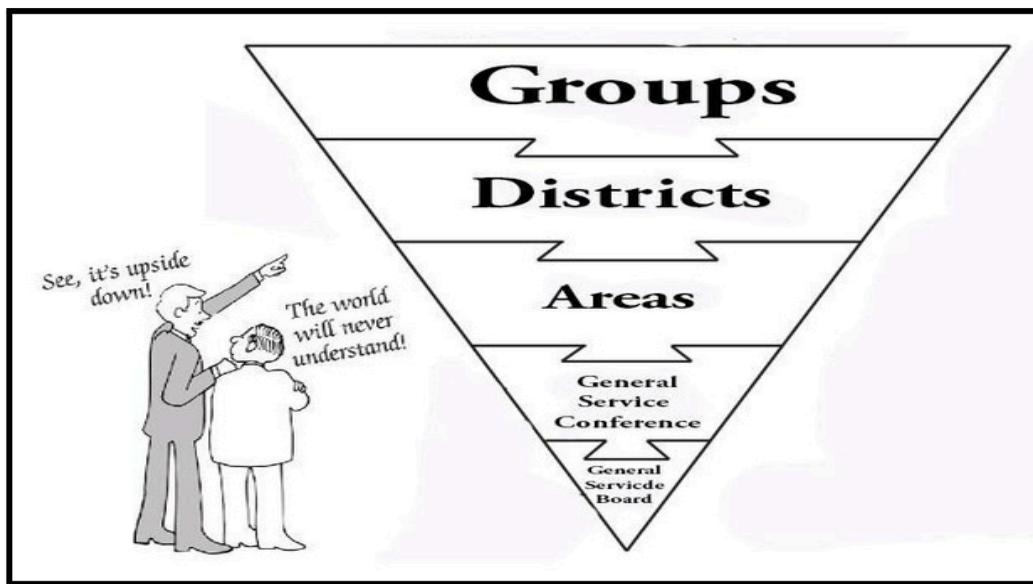 Groups
Districts
Areas
General
Service
Conference
General
Servicde
Board
See, it's upside
down!
The world
will never
understand!